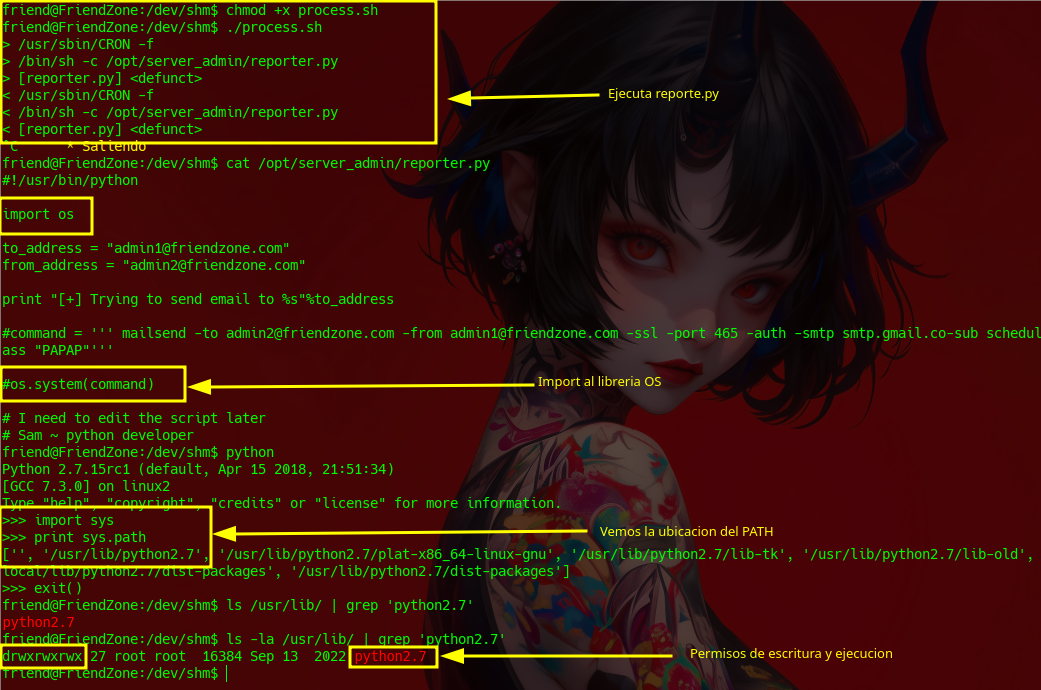 friend@FriendZone:/dev/shm$ chmod +x process.sh
friend@FriendZone:/dev/shm$ ./process.sh
> /usr/sbin/CRON -f
> /bin/sh -c /opt/server_admin/reporter.py
> [reporter.py] <defunct>
< /usr/sbin/CRON -f
Ejecuta reporte.py
< /bin/sh -c /opt/server_admin/reporter.py
< [reporter.py] <defunct>
^C * Saliendo
friend@FriendZone:/dev/shm$ cat /opt/server_admin/reporter.py
#!/usr/bin/python
import os
to_address = "admin1@friendzone.com"
from_address = "admin2@friendzone.com"
print "[+] Trying to send email to %s"%to_address
#command = ''' mailsend -to admin2@friendzone.com -from admin1@friendzone.com -ssl -port 465 -auth -smtp smtp.gmail.co-sub schedul
ass "PAPAP"'''
#os.system(command)
Import al libreria OS
# I need to edit the script later
# Sam ~ python developer
friend@FriendZone:/dev/shm$ python
Python 2.7.15rc1 (default, Apr 15 2018, 21:51:34)
[GCC 7.3.0] on linux2
Type "help", "copyright", "credits" or "license" for more information.
>>> import sys
>>> print sys.path
Vemos la ubicacion del PATH
['', '/usr/lib/python2.7', '/usr/lib/python2.7/plat-x86_64-linux-gnu', '/usr/lib/python2.7/lib-tk', '/usr/lib/python2.7/lib-old',
local/lib/python2.7/dist-packages', '/usr/lib/python2.7/dist-packages']
>>> exit()
friend@FriendZone:/dev/shm$ ls /usr/lib/ | grep 'python2.7'
python2.7
friend@FriendZone:/dev/shm$ ls -la /usr/lib/ | grep 'python2.7'
drwxrwxrwx 27 root root 16384 Sep 13 2022 python2.7
Permisos de escritura y ejecucion
friend@FriendZone:/dev/shm$